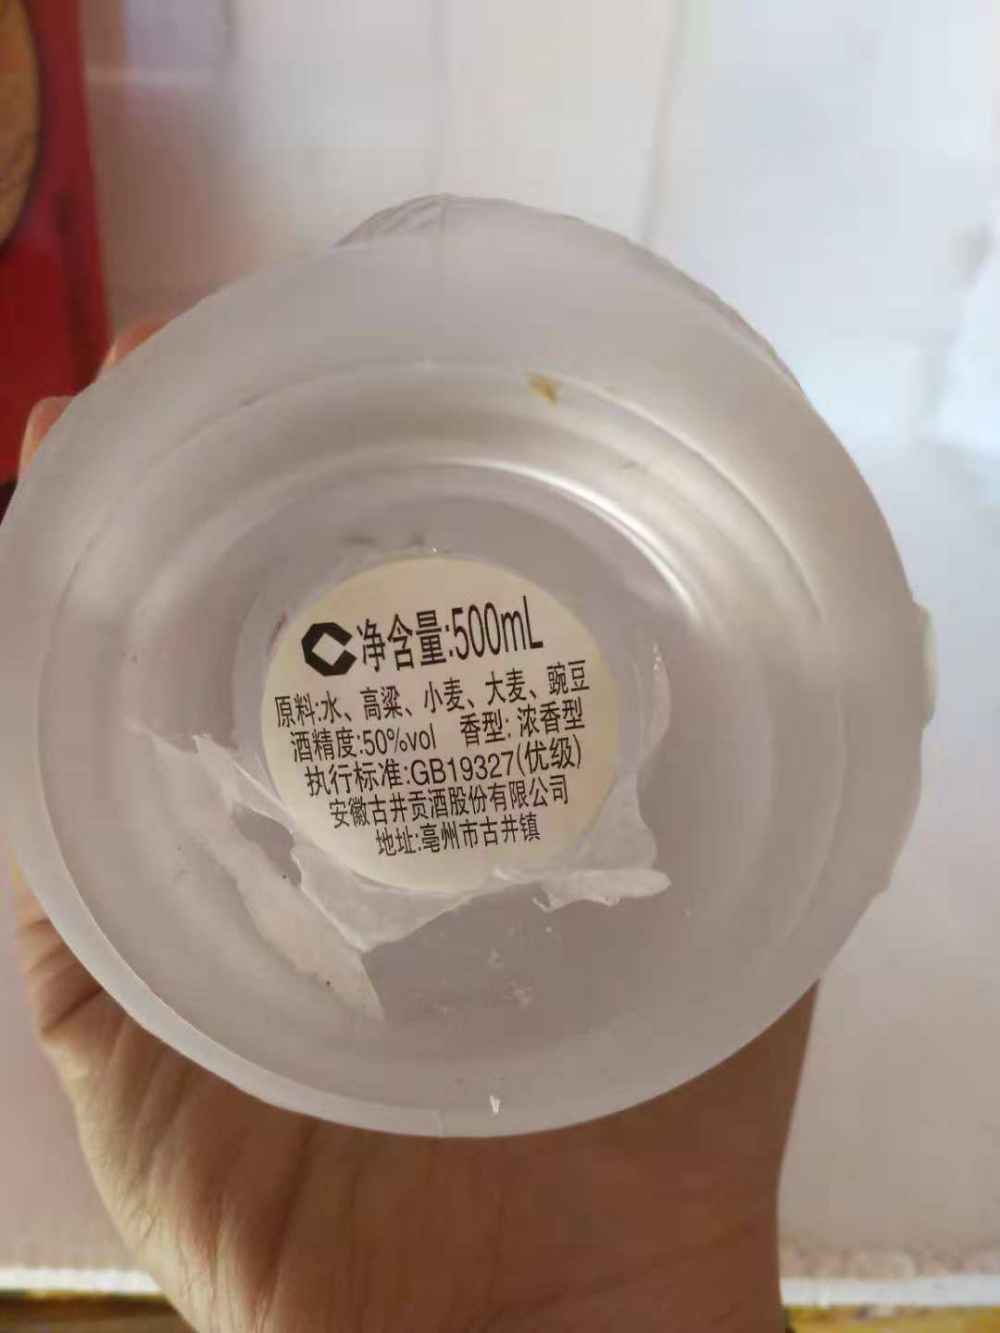 净含量:500mL
原料:水、高粱、小麦、大麦、豌豆
酒精度:50%vol 香型: 浓香型
执行标准:GB19327(优级)
安徽古井贡酒股份有限公司
地址:亳州市古井镇